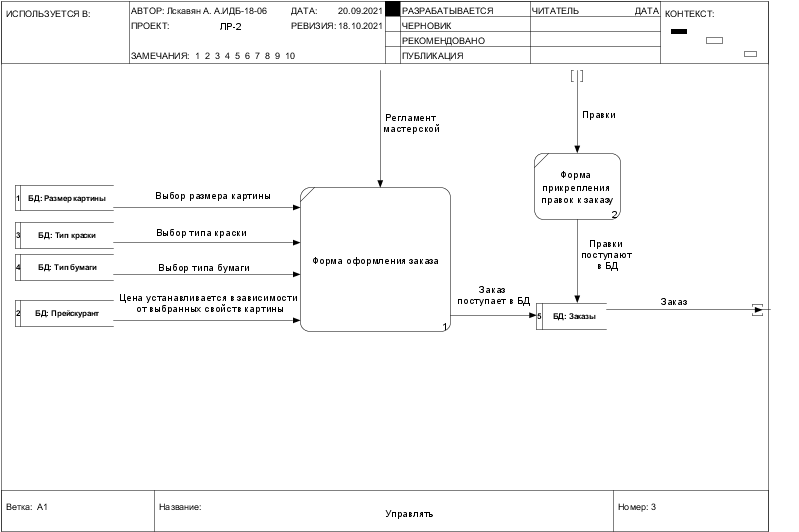 ИСПОЛЬЗУЕТСЯ В:
АВТОР: Лскавян А. А.ИДБ-18-06
ДАТА: 20.09.2021
ПРОЕКТ: ЛР-2
РЕВИЗИЯ: 18.10.2021
ЗАМЕЧАНИЯ: 1 2 3 4 5 6 7 8 9 10
РАЗРАБАТЫВАЕТСЯ
ЧЕРНОВИК
РЕКОМЕНДОВАНО
ПУБЛИКАЦИЯ
ЧИТАТЕЛЬ ДАТА
КОНТЕКСТ:
Регламент
мастерской
Правки
Форма
прикрепления
правок к заказу
2
1 БД: Размер картины
Выбор размера картины
3 БД: Тип краски
Выбор типа краски
4 БД: Тип бумаги
Выбор типа бумаги
2 БД: Прейскурант
Цена устанавливается в зависимости
от выбранных свойств картины
Форма оформления заказа
1
Правки
поступают
в БД
Заказ
поступает в БД
5 БД: Заказы
Заказ
Ветка: А1
Название:
Управлять
Номер: 3